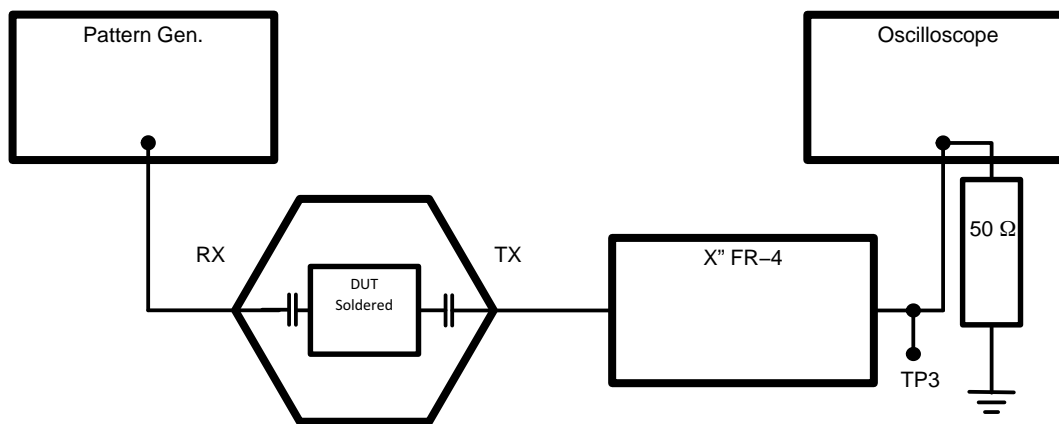 Pattern Gen.
Oscilloscope
RX
TX
X” FR−4
50 Ω
DUT
Soldered
TP3